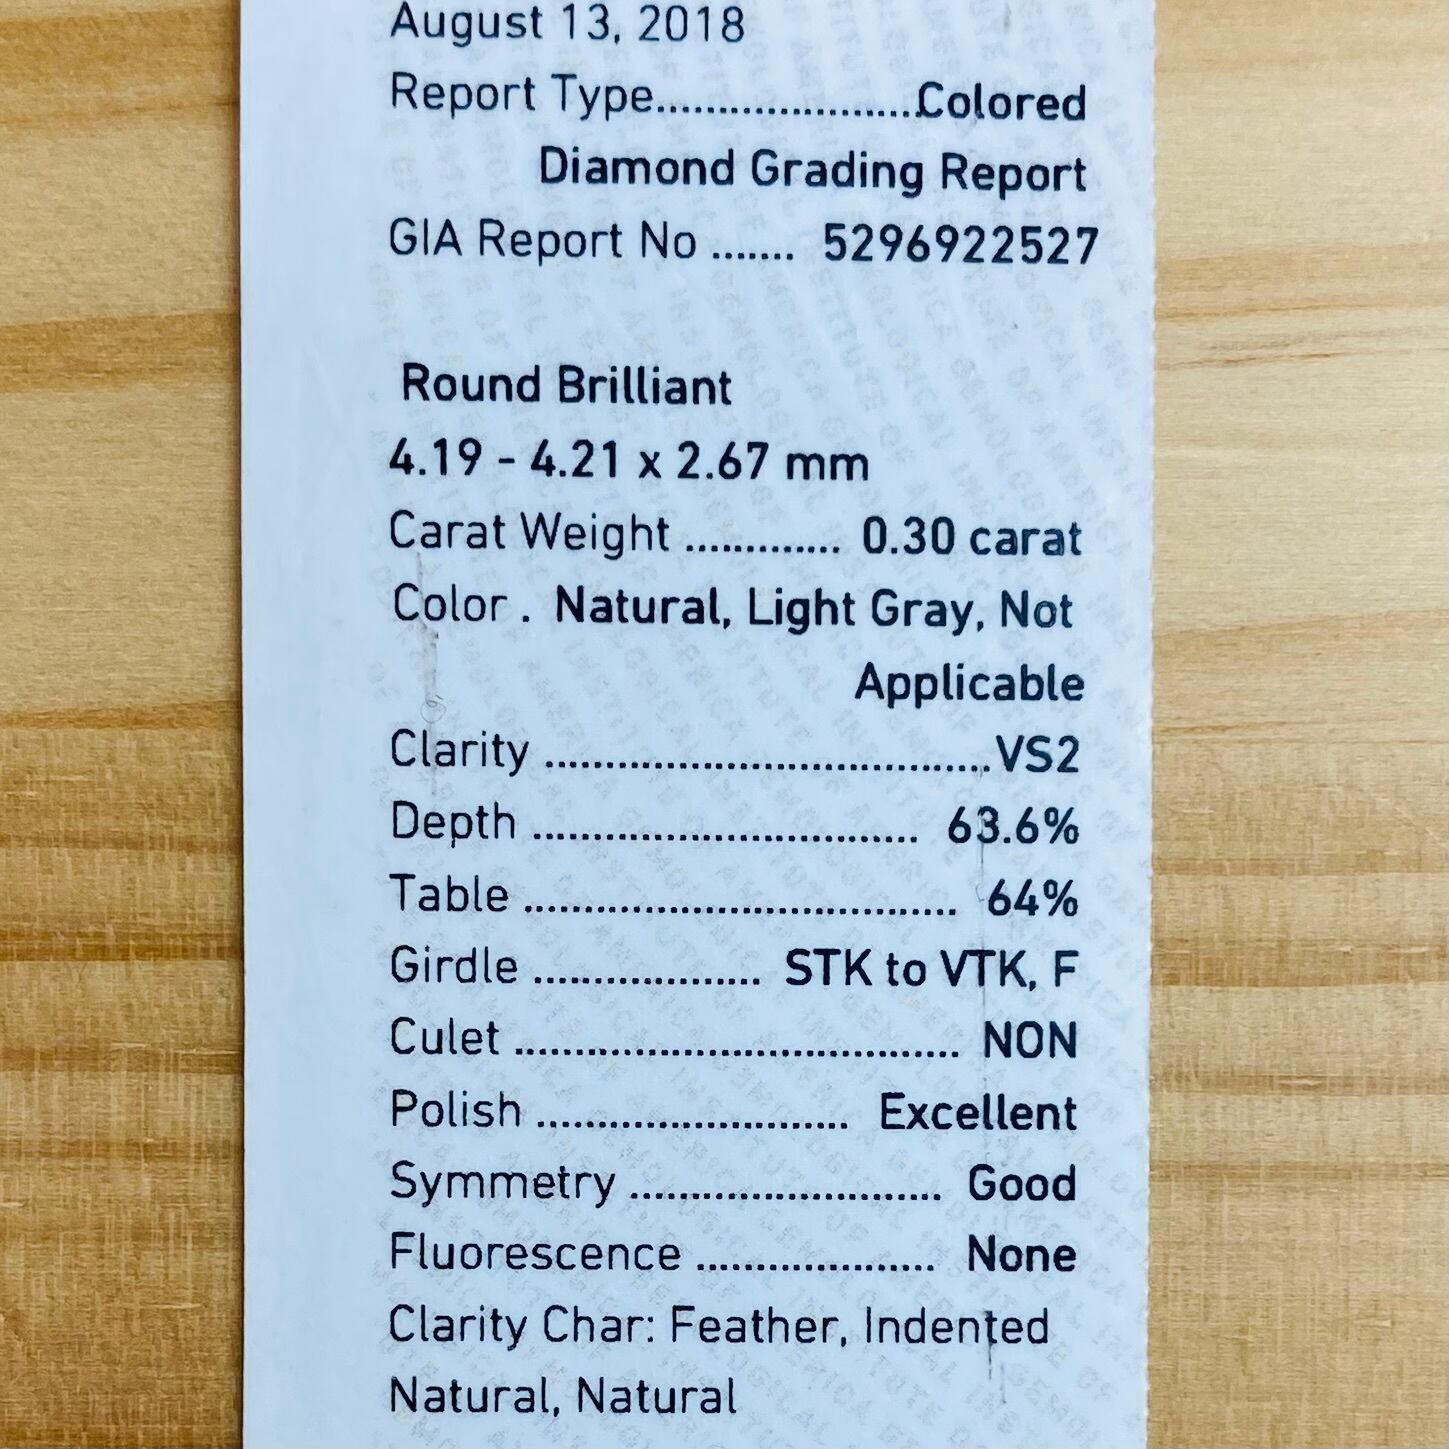 August 13, 2018
Report Type......................Colored
Diamond Grading Report
GIA Report No ....... 5296922527
Round Brilliant
4.19 - 4.21 x 2.67 mm
Carat Weight ............. 0.30 carat
Color . Natural, Light Gray, Not
Applicable
Clarity .....................................VS2
Depth ................................ 63.6%
Table .................................... 64%
Girdle ................... STK to VTK, F
Culet ..................................... NON
Polish .......................... Excellent
Symmetry .......................... Good
Fluorescence .................... None
Clarity Char: Feather, Indented
Natural, Natural